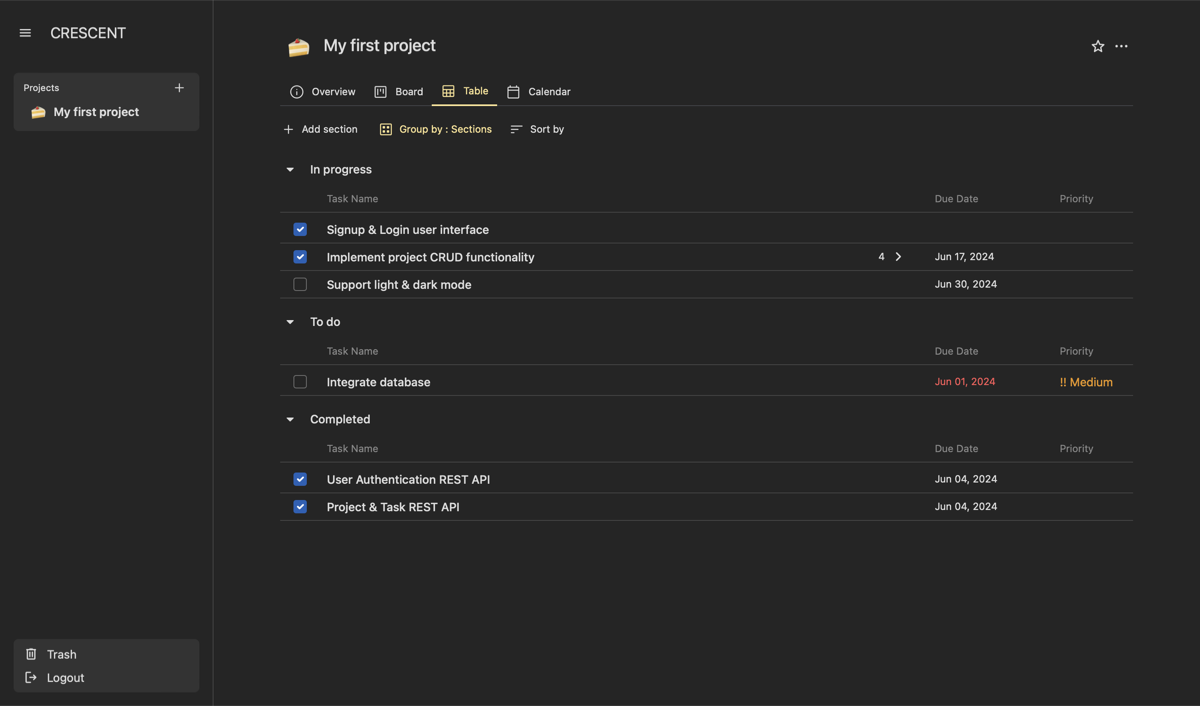 CRESCENT
Projects
My first project
Trash
Logout
My first project
Overview Board Table Calendar
Add section Group by : Sections Sort by
In progress
Task Name Due Date Priority
Signup & Login user interface
Implement project CRUD functionality 4 Jun 17, 2024
Support light & dark mode Jun 30, 2024
To do
Task Name Due Date Priority
Integrate database Jun 01, 2024 !! Medium
Completed
Task Name Due Date Priority
User Authentication REST API Jun 04, 2024
Project & Task REST API Jun 04, 2024